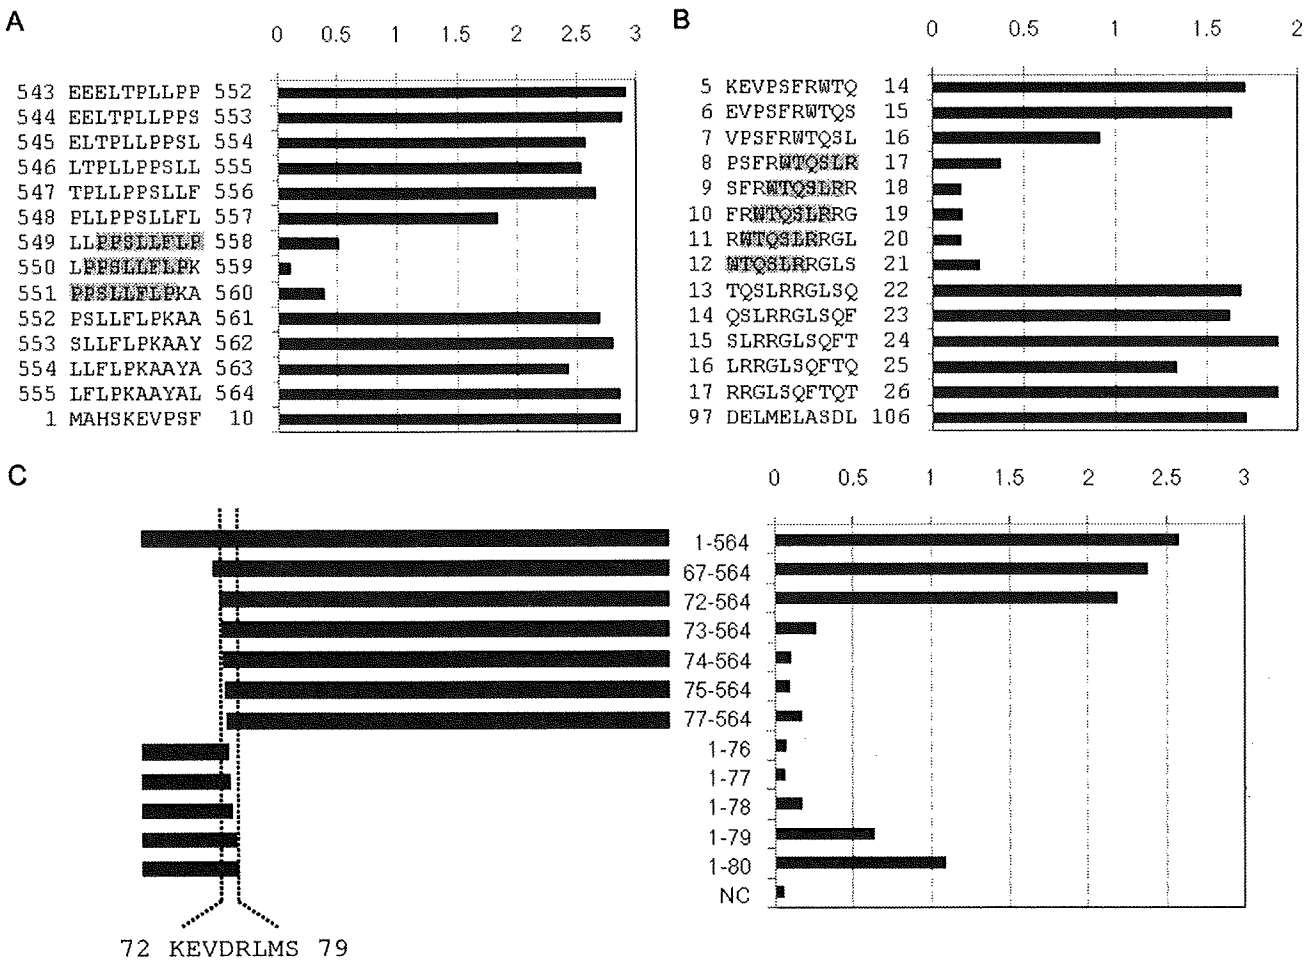 A
0 0.5 1 1.5 2 2.5 3
543 EEELTPLLPP 552
544 EELTPLLPPS 553
545 ELTPLLPPSL 554
546 LTPLLPPSLL 555
547 TPLLPPSLLF 556
548 PLLPPSLLFL 557
549 LLPPSLLFLP 558
550 LPPSLLFLPK 559
551 PPSLLFLPKA 560
552 PSLLFLPKAA 561
553 SLLFLPKAAY 562
554 LLFLPKAAYA 563
555 LFLPKAAYAL 564
1 MAHSKEVPSF 10
B
0 0.5 1 1.5 2
5 KEVPSFRWTQ 14
6 EVPSFRWTQS 15
7 VPSFRWTQSL 16
8 PSFRWTQSLR 17
9 SFRWTQSLRR 18
10 FRWTQSLRRG 19
11 RWTQSLRRGL 20
12 WTQSLRRGLS 21
13 TQSLRRGLSQ 22
14 QSLRRGLSQF 23
15 SLRRGLSQFT 24
16 LRRGLSQFTQ 25
17 RRGLSQFTQT 26
97 DELMELASDL 106
C
0 0.5 1 1.5 2 2.5 3
1-564
67-564
72-564
73-564
74-564
75-564
77-564
1-76
1-77
1-78
1-79
1-80
NC
72 KEVDRLMS 79